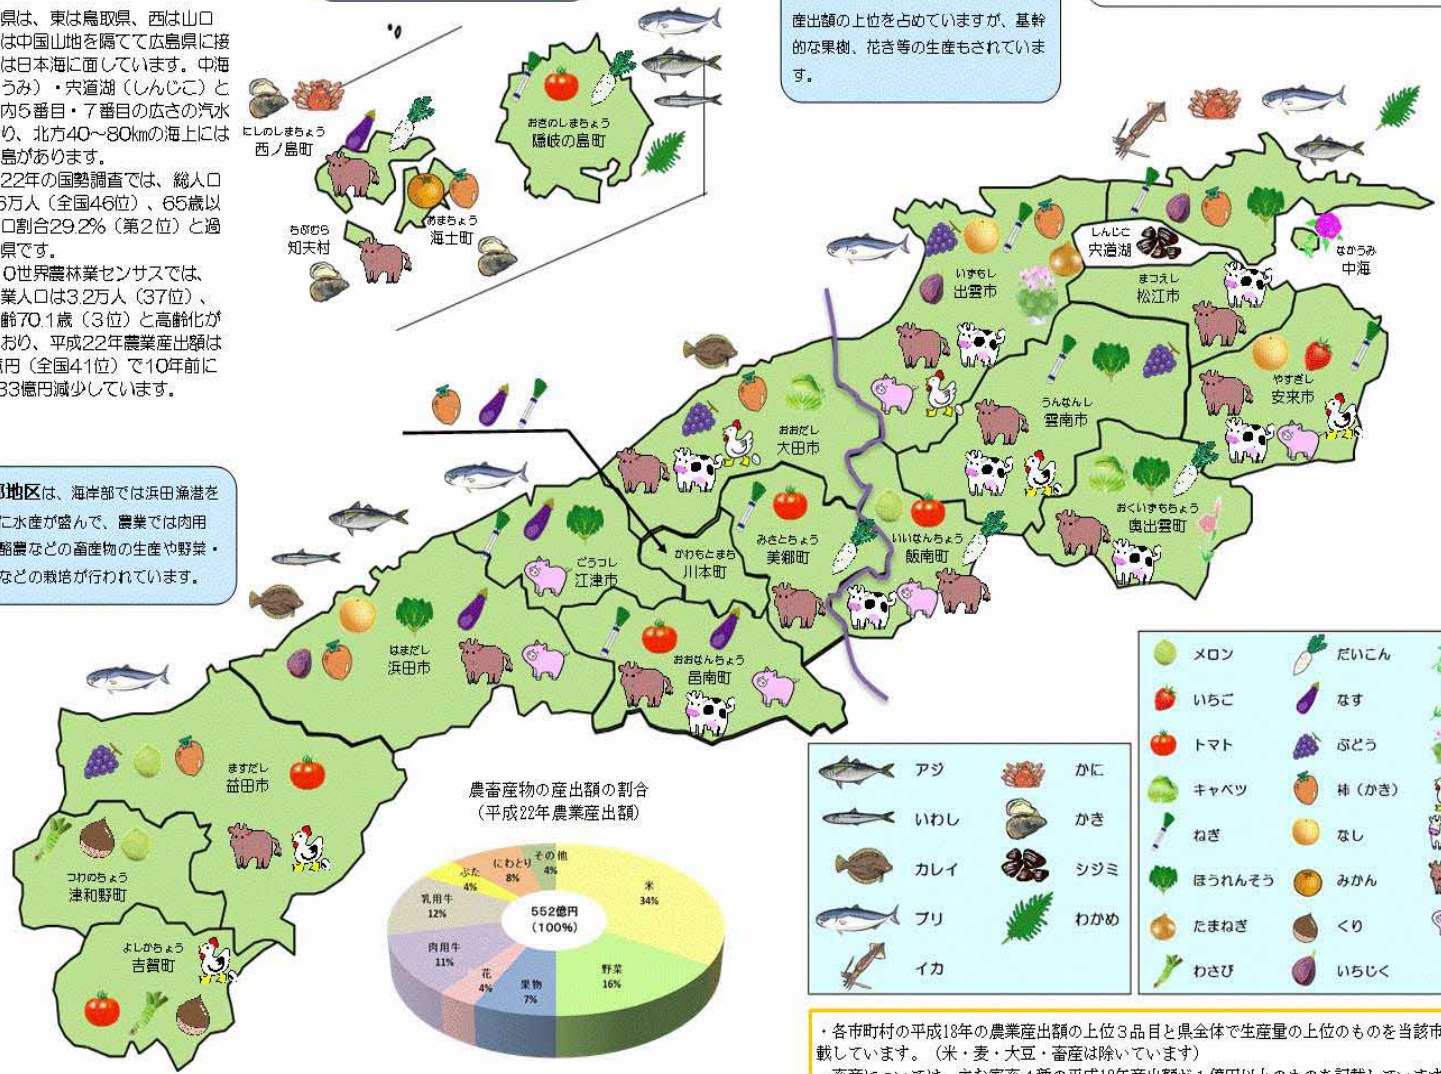 県は、東は鳥取県、西は山口
は中国山地を隔てて広島県に接
は日本海に面しています。中海
うみ）・宍道湖（しんじこ）と
内5番目・7番目の広さの汽水
り、北方40〜80kmの海上には
島があります。
22年の国勢調査では、総人口
6万人（全国46位）、65歳以
口割合29.2%（第2位）と過
県です。
0世界農林業センサスでは、
業人口は3.2万人（37位）、
齢70.1歳（3位）と高齢化が
おり、平成22年農業産出額は
億円（全国41位）で10年前に
33億円減少しています。
産出額の上位を占めていますが、基幹
的な果樹、花き等の生産もされていま
す。
にしのしまちょう
西ノ島町
おきのしまちょう
隠岐の島町
あまちょう
海士町
ちぶむら
知夫村
しんじこ
宍道湖
なかうみ
中海
いずもし
出雲市
まつえし
松江市
やすぎし
安来市
うんなんし
雲南市
おおだし
大田市
おくいずもちょう
奥出雲町
部地区は、海岸部では浜田漁港を
に水産が盛んで、農業では肉用
酪農などの畜産物の生産や野菜・
などの栽培が行われています。
ごうつし
江津市
かわもとまち
川本町
みさとちょう
美郷町
いいなんちょう
飯南町
はまだし
浜田市
おおなんちょう
邑南町
ますだし
益田市
つわのちょう
津和野町
よしかちょう
吉賀町
農畜産物の産出額の割合
（平成22年農業産出額）
552億円
（100%）
米
34%
野菜
16%
果物
7%
花
4%
肉用牛
11%
乳用牛
12%
ぶた
4%
にわとり
8%
その他
4%
アジ
かに
いわし
かき
カレイ
シジミ
ブリ
わかめ
イカ
メロン
だいこん
いちご
なす
トマト
ぶどう
キャベツ
柿（かき）
ねぎ
なし
ほうれんそう
みかん
たまねぎ
くり
わさび
いちじく
・各市町村の平成18年の農業産出額の上位３品目と県全体で生産量の上位のものを当該市
載しています。（米・麦・大豆・畜産は除いています）